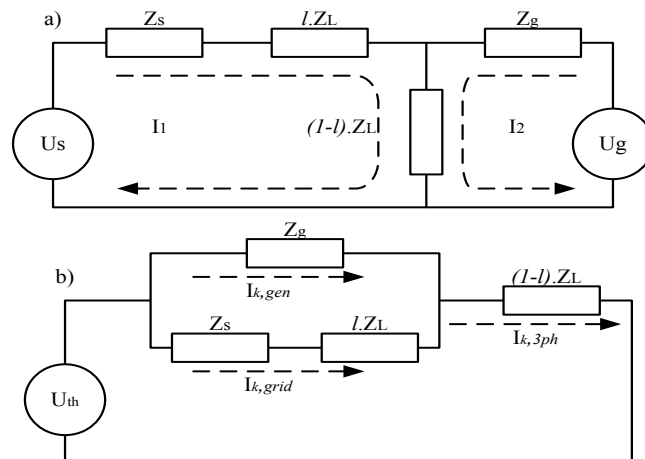 a)
Zs
l.ZL
Zg
Us
I1
(1-l).ZL
I2
Ug
b)
Zg
(1-l).ZL
Ik,gen
Zs
l.ZL
Ik,3ph
Ik,grid
Uth